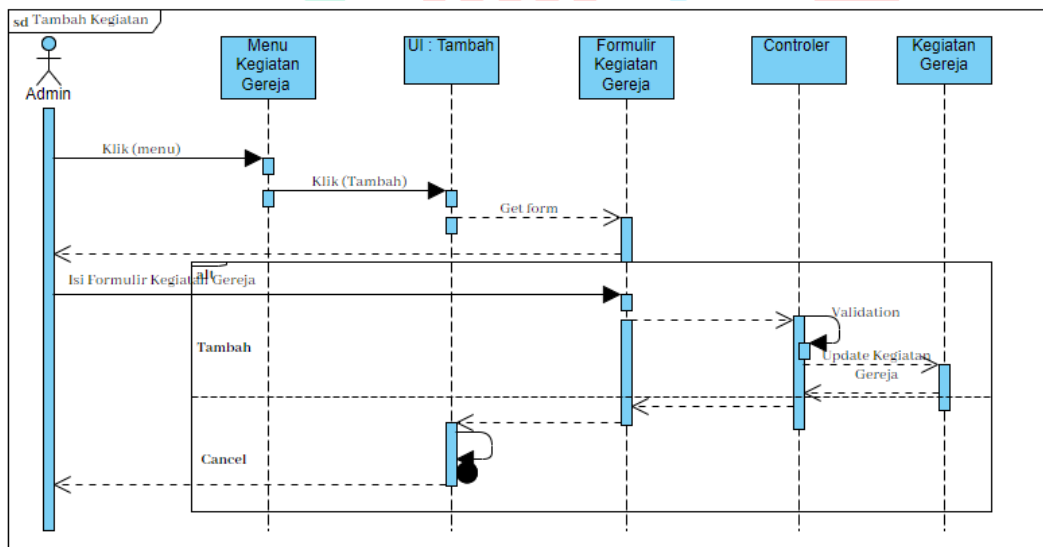 sd Tambah Kegiatan
Admin
Menu
Kegiatan
Gereja
UI : Tambah
Formulir
Kegiatan
Gereja
Controler
Kegiatan
Gereja
Klik (menu)
Klik (Tambah)
Get form
alt
Isi Formulir Kegiatan Gereja
Validation
Tambah
Update Kegiatan
Gereja
Cancel